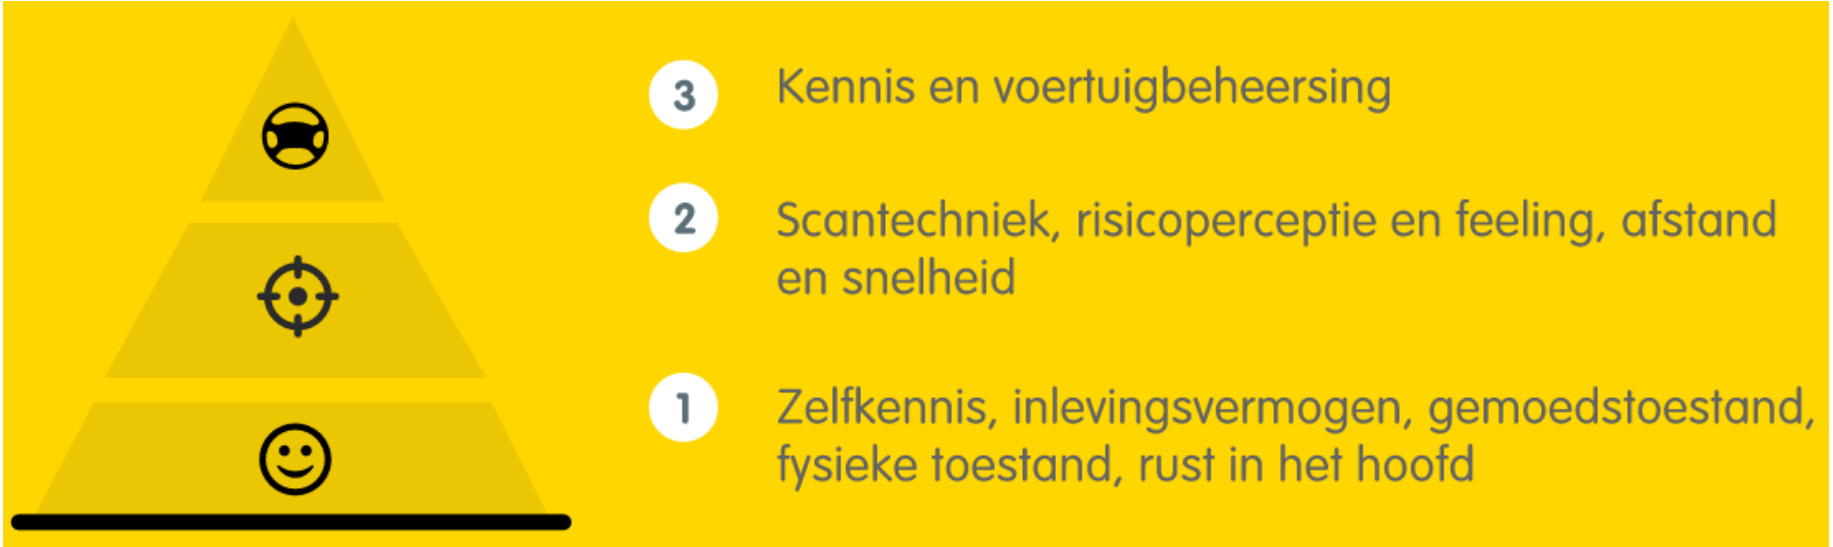 3 Kennis en voertuigbeheersing
2 Scantechniek, risicoperceptie en feeling, afstand
en snelheid
1 Zelfkennis, inlevingsvermogen, gemoedstoestand,
fysieke toestand, rust in het hoofd